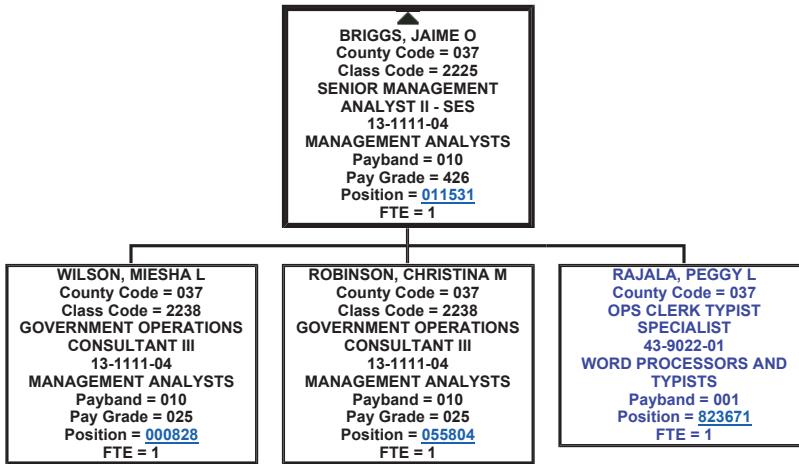 BRIGGS, JAIME O
County Code = 037
Class Code = 2225
SENIOR MANAGEMENT
ANALYST II - SES
13-1111-04
MANAGEMENT ANALYSTS
Payband = 010
Pay Grade = 426
Position = 011531
FTE = 1
WILSON, MIESHA L
County Code = 037
Class Code = 2238
GOVERNMENT OPERATIONS
CONSULTANT III
13-1111-04
MANAGEMENT ANALYSTS
Payband = 010
Pay Grade = 025
Position = 000828
FTE = 1
ROBINSON, CHRISTINA M
County Code = 037
Class Code = 2238
GOVERNMENT OPERATIONS
CONSULTANT III
13-1111-04
MANAGEMENT ANALYSTS
Payband = 010
Pay Grade = 025
Position = 055804
FTE = 1
RAJALA, PEGGY L
County Code = 037
OPS CLERK TYPIST
SPECIALIST
43-9022-01
WORD PROCESSORS AND
TYPISTS
Payband = 001
Position = 823671
FTE = 1